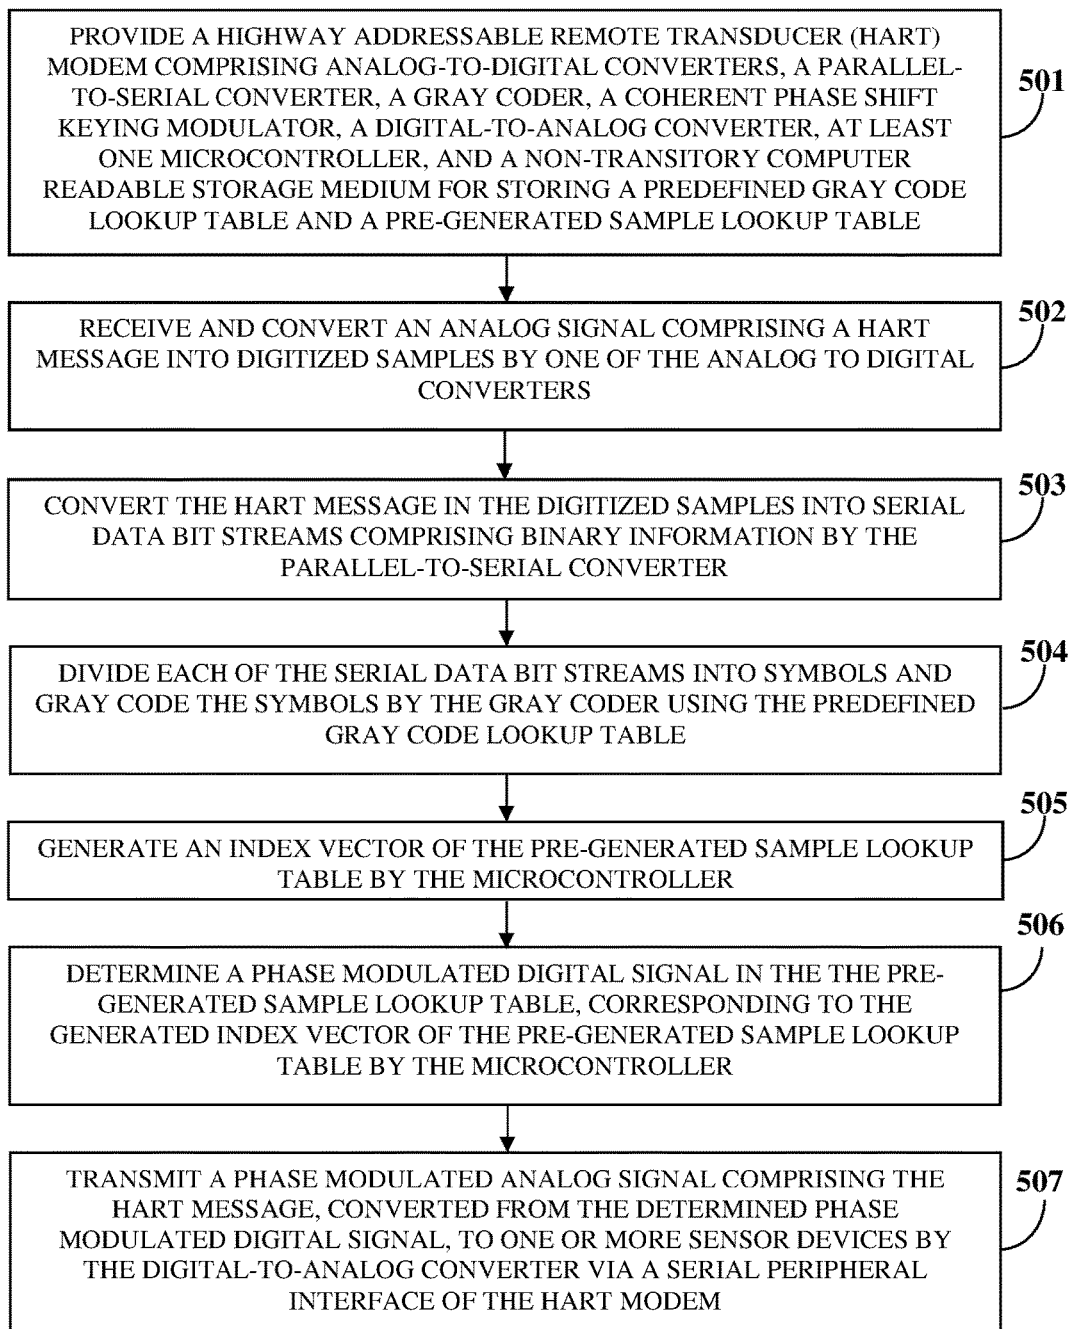 PROVIDE A HIGHWAY ADDRESSABLE REMOTE TRANSDUCER (HART)
MODEM COMPRISING ANALOG-TO-DIGITAL CONVERTERS, A PARALLEL-
TO-SERIAL CONVERTER, A GRAY CODER, A COHERENT PHASE SHIFT
KEYING MODULATOR, A DIGITAL-TO-ANALOG CONVERTER, AT LEAST
ONE MICROCONTROLLER, AND A NON-TRANSITORY COMPUTER
READABLE STORAGE MEDIUM FOR STORING A PREDEFINED GRAY CODE
LOOKUP TABLE AND A PRE-GENERATED SAMPLE LOOKUP TABLE
501
RECEIVE AND CONVERT AN ANALOG SIGNAL COMPRISING A HART
MESSAGE INTO DIGITIZED SAMPLES BY ONE OF THE ANALOG TO DIGITAL
CONVERTERS
502
CONVERT THE HART MESSAGE IN THE DIGITIZED SAMPLES INTO SERIAL
DATA BIT STREAMS COMPRISING BINARY INFORMATION BY THE
PARALLEL-TO-SERIAL CONVERTER
503
DIVIDE EACH OF THE SERIAL DATA BIT STREAMS INTO SYMBOLS AND
GRAY CODE THE SYMBOLS BY THE GRAY CODER USING THE PREDEFINED
GRAY CODE LOOKUP TABLE
504
GENERATE AN INDEX VECTOR OF THE PRE-GENERATED SAMPLE LOOKUP
TABLE BY THE MICROCONTROLLER
505
DETERMINE A PHASE MODULATED DIGITAL SIGNAL IN THE THE PRE-
GENERATED SAMPLE LOOKUP TABLE, CORRESPONDING TO THE
GENERATED INDEX VECTOR OF THE PRE-GENERATED SAMPLE LOOKUP
TABLE BY THE MICROCONTROLLER
506
TRANSMIT A PHASE MODULATED ANALOG SIGNAL COMPRISING THE
HART MESSAGE, CONVERTED FROM THE DETERMINED PHASE
MODULATED DIGITAL SIGNAL, TO ONE OR MORE SENSOR DEVICES BY
THE DIGITAL-TO-ANALOG CONVERTER VIA A SERIAL PERIPHERAL
INTERFACE OF THE HART MODEM
507